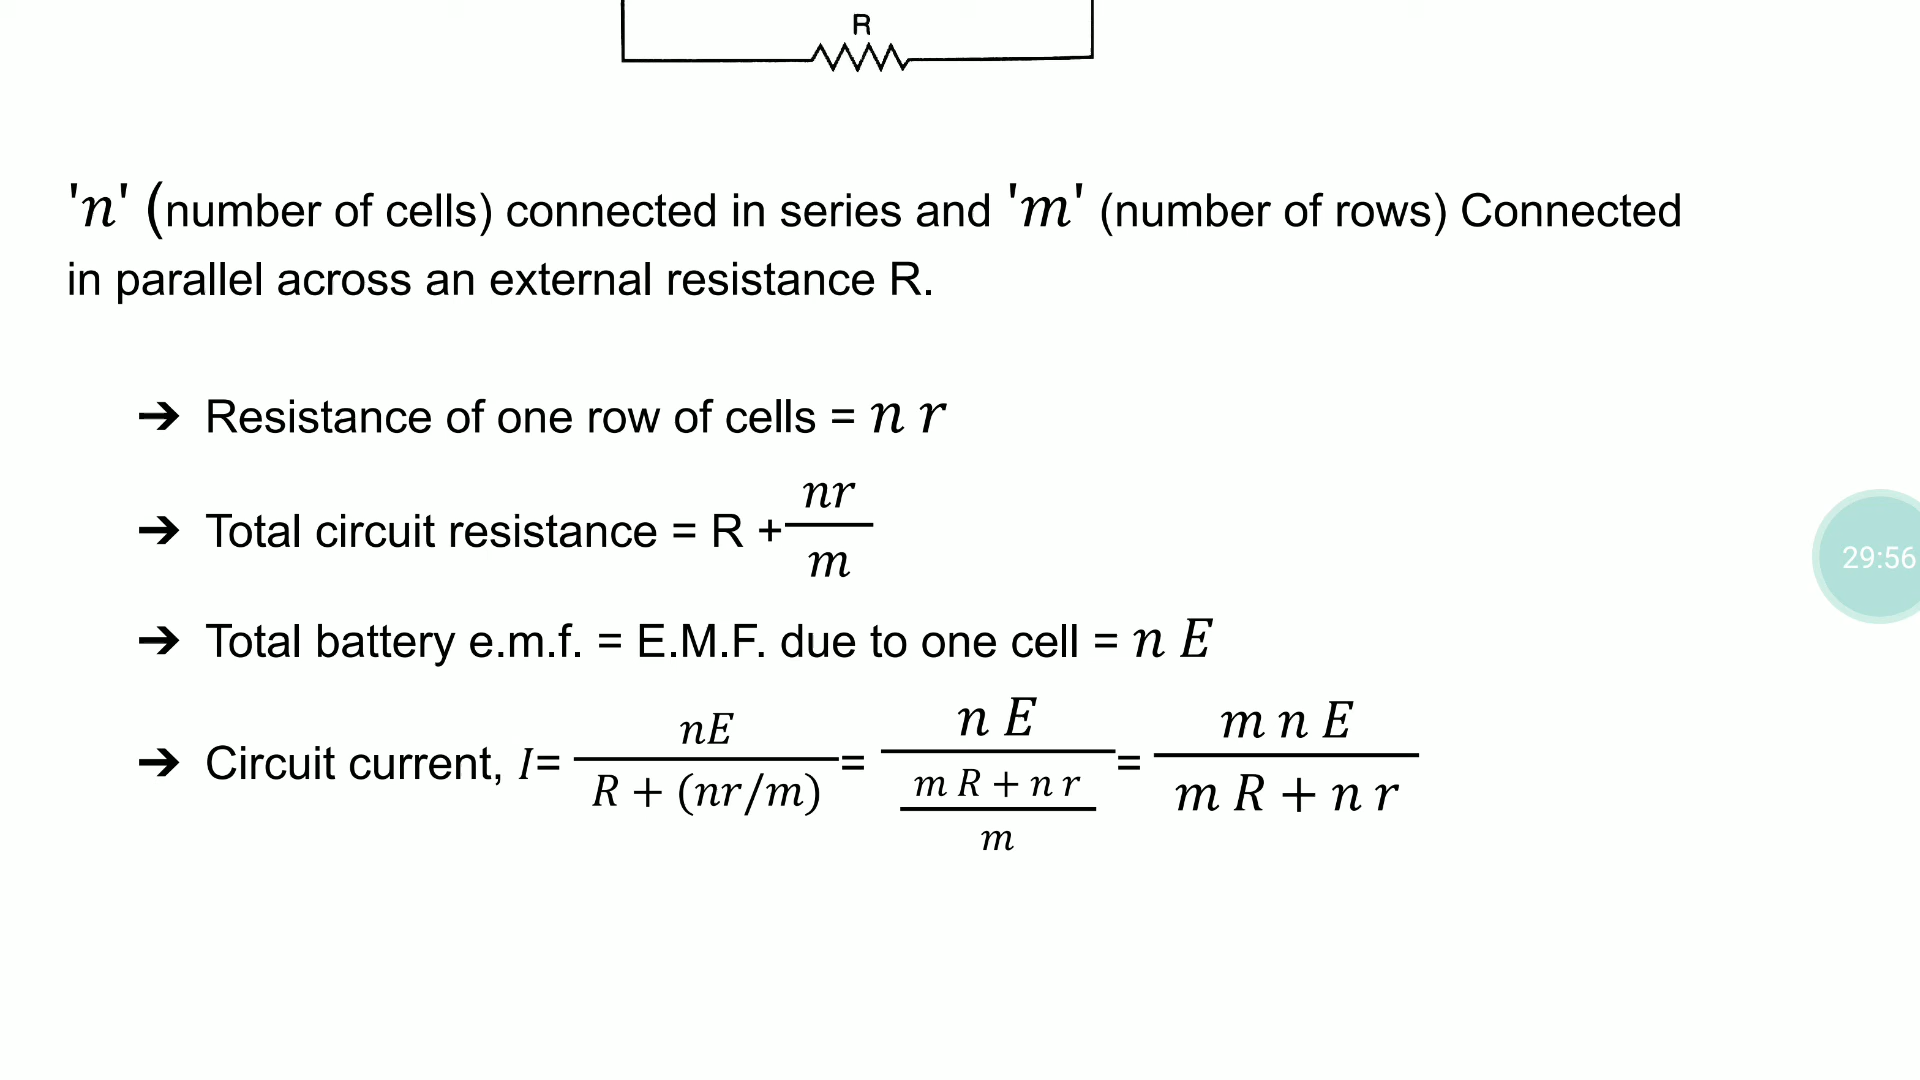 R
'n' (number of cells) connected in series and 'm' (number of rows) Connected
in parallel across an external resistance R.
➔ Resistance of one row of cells = n r
➔ Total circuit resistance = R + nr/m
➔ Total battery e.m.f. = E.M.F. due to one cell = n E
➔ Circuit current, I= nE/(R + (nr/m)) = n E/((m R + n r)/m) = m n E/(m R + n r)
29:56